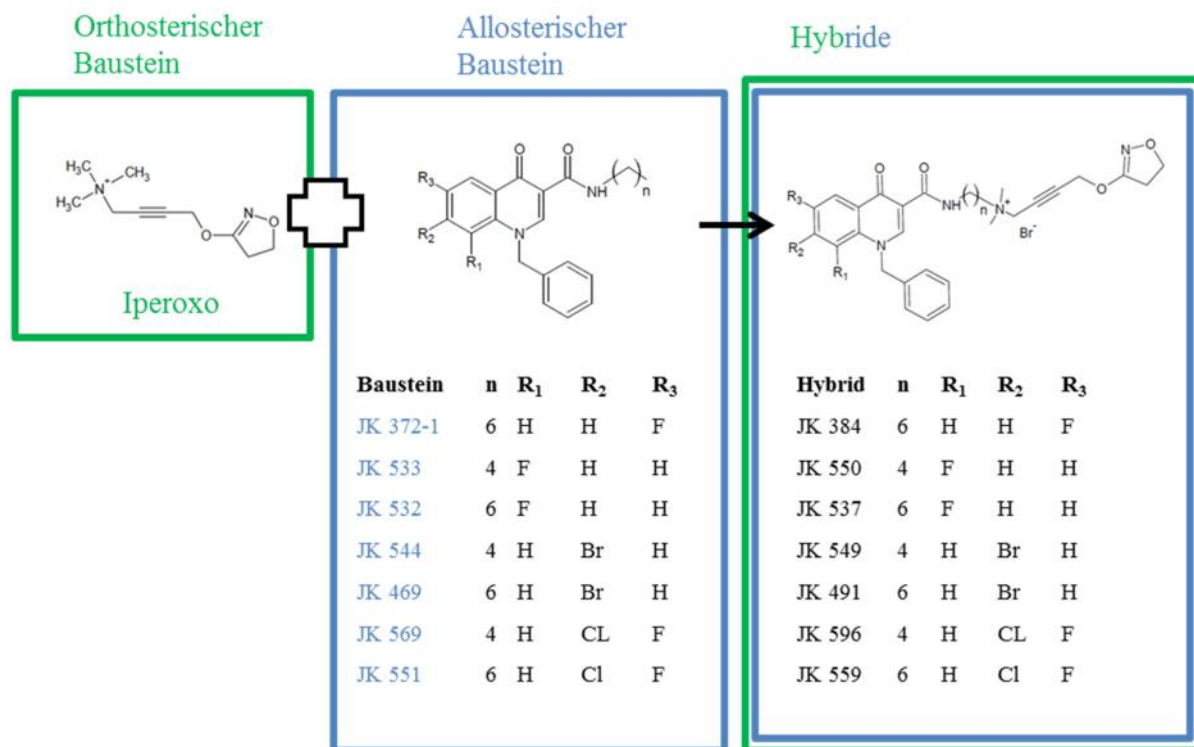 Orthosterischer
Baustein
Allosterischer
Baustein
Hybride
H₃C
H₃C
N⁺
CH₃
H₃C
O
N
O
Iperoxo
O
O
R₃
NH
n
R₂
N
R₁
O
O
R₃
NH
n
N⁺
O
N
O
Br⁻
R₂
N
R₁
Baustein n R₁ R₂ R₃
JK 372-1 6 H H F
JK 533 4 F H H
JK 532 6 F H H
JK 544 4 H Br H
JK 469 6 H Br H
JK 569 4 H CL F
JK 551 6 H Cl F
Hybrid n R₁ R₂ R₃
JK 384 6 H H F
JK 550 4 F H H
JK 537 6 F H H
JK 549 4 H Br H
JK 491 6 H Br H
JK 596 4 H CL F
JK 559 6 H Cl F